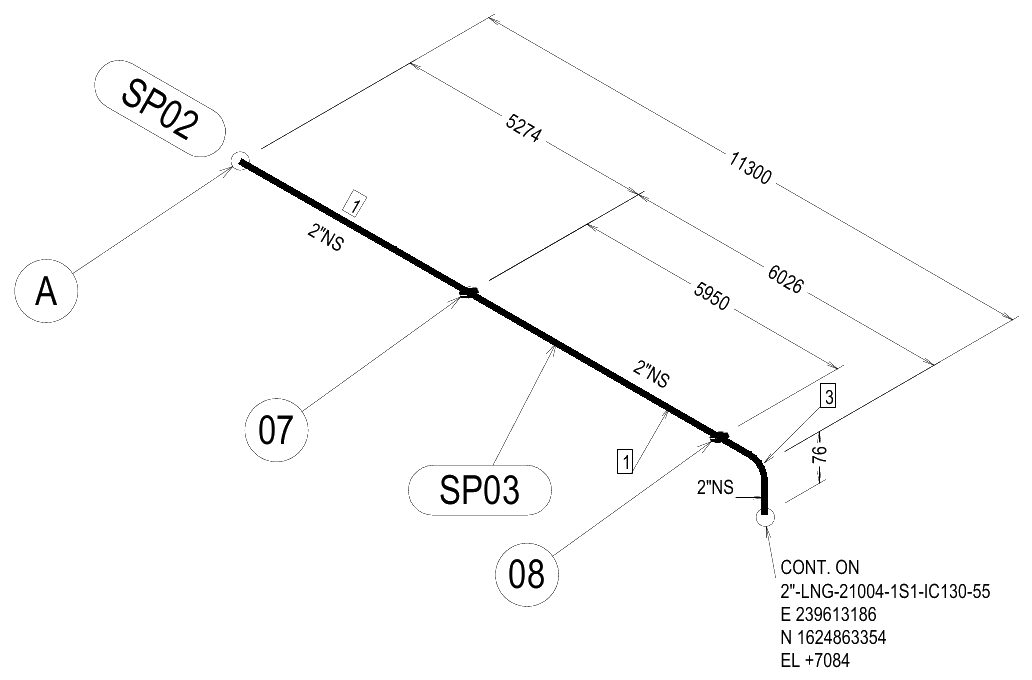 SP02
11300
5274
1
2"NS
6026
5950
A
2"NS
3
07
1
76
SP03
2"NS
08
CONT. ON
2"-LNG-21004-1S1-IC130-55
E 239613186
N 1624863354
EL +7084